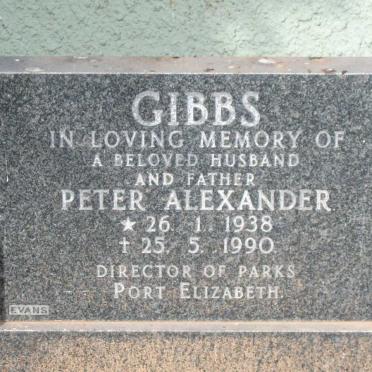 GIBBS
IN LOVING MEMORY OF
A BELOVED HUSBAND
AND FATHER
PETER ALEXANDER
★ 26. 1. 1938
† 25. 5. 1990
DIRECTOR OF PARKS
PORT ELIZABETH.
EVANS